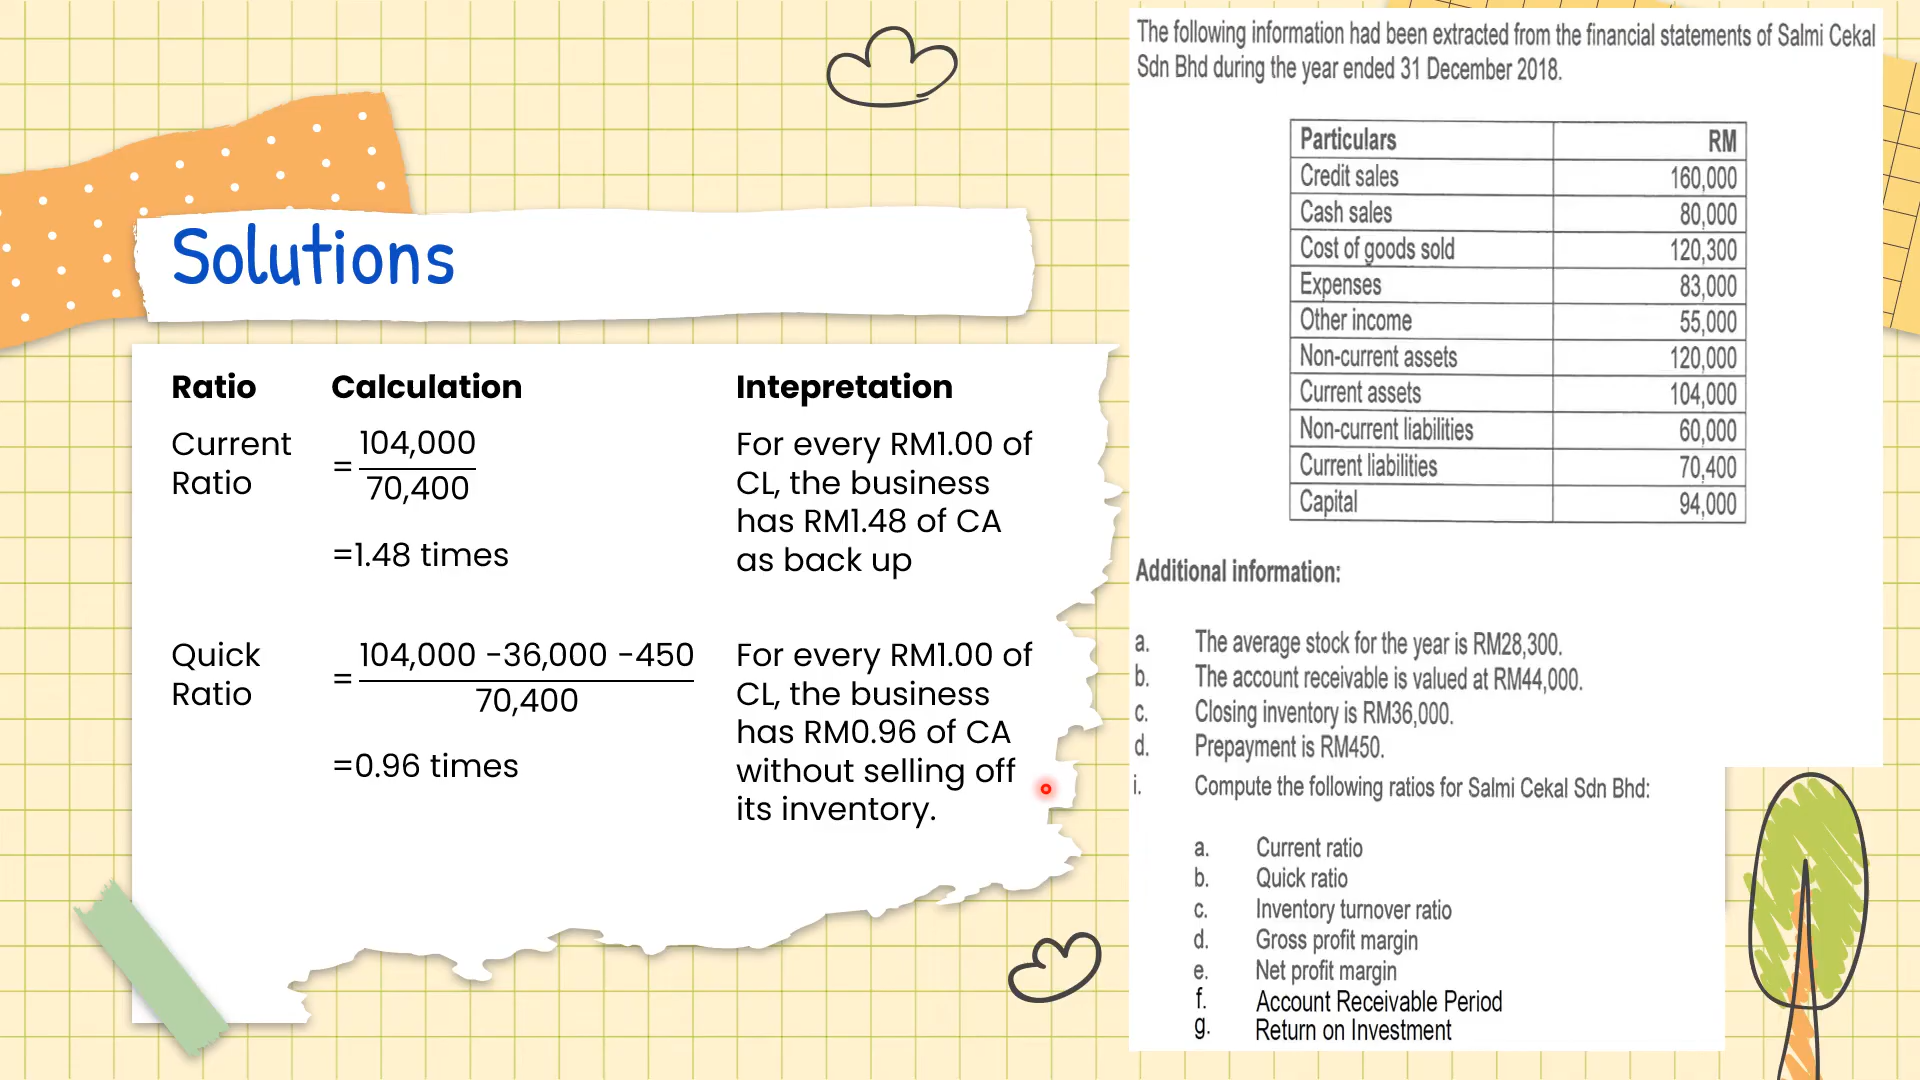 Solutions
Ratio Calculation Intepretation
Current Ratio
= 104,000
70,400
=1.48 times
For every RM1.00 of
CL, the business
has RM1.48 of CA
as back up
Quick Ratio
= 104,000 -36,000 -450
70,400
=0.96 times
For every RM1.00 of
CL, the business
has RM0.96 of CA
without selling off
its inventory.
The following information had been extracted from the financial statements of Salmi Cekal
Sdn Bhd during the year ended 31 December 2018.
Particulars RM
Credit sales 160,000
Cash sales 80,000
Cost of goods sold 120,300
Expenses 83,000
Other income 55,000
Non-current assets 120,000
Current assets 104,000
Non-current liabilities 60,000
Current liabilities 70,400
Capital 94,000
Additional information:
a. The average stock for the year is RM28,300.
b. The account receivable is valued at RM44,000.
c. Closing inventory is RM36,000.
d. Prepayment is RM450.
i. Compute the following ratios for Salmi Cekal Sdn Bhd:
a. Current ratio
b. Quick ratio
c. Inventory turnover ratio
d. Gross profit margin
e. Net profit margin
f. Account Receivable Period
g. Return on Investment